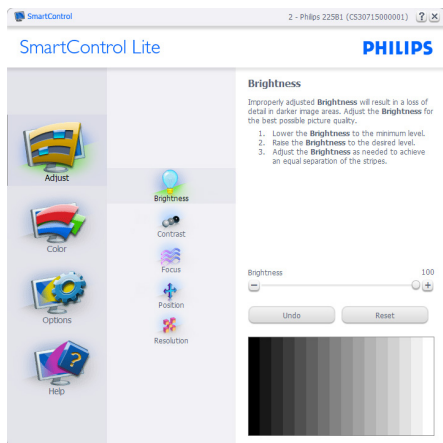 SmartControl
2 - Philips 225B1 (CS30715000001)
?
SmartControl Lite
PHILIPS
Adjust
Color
Options
Help
Brightness
Contrast
Focus
Position
Resolution
Brightness
Improperly adjusted Brightness will result in a loss of
detail in darker image areas. Adjust the Brightness for
the best possible picture quality.
1. Lower the Brightness to the minimum level.
2. Raise the Brightness to the desired level.
3. Adjust the Brightness as needed to achieve
an equal separation of the stripes.
Brightness
100
Undo
Reset